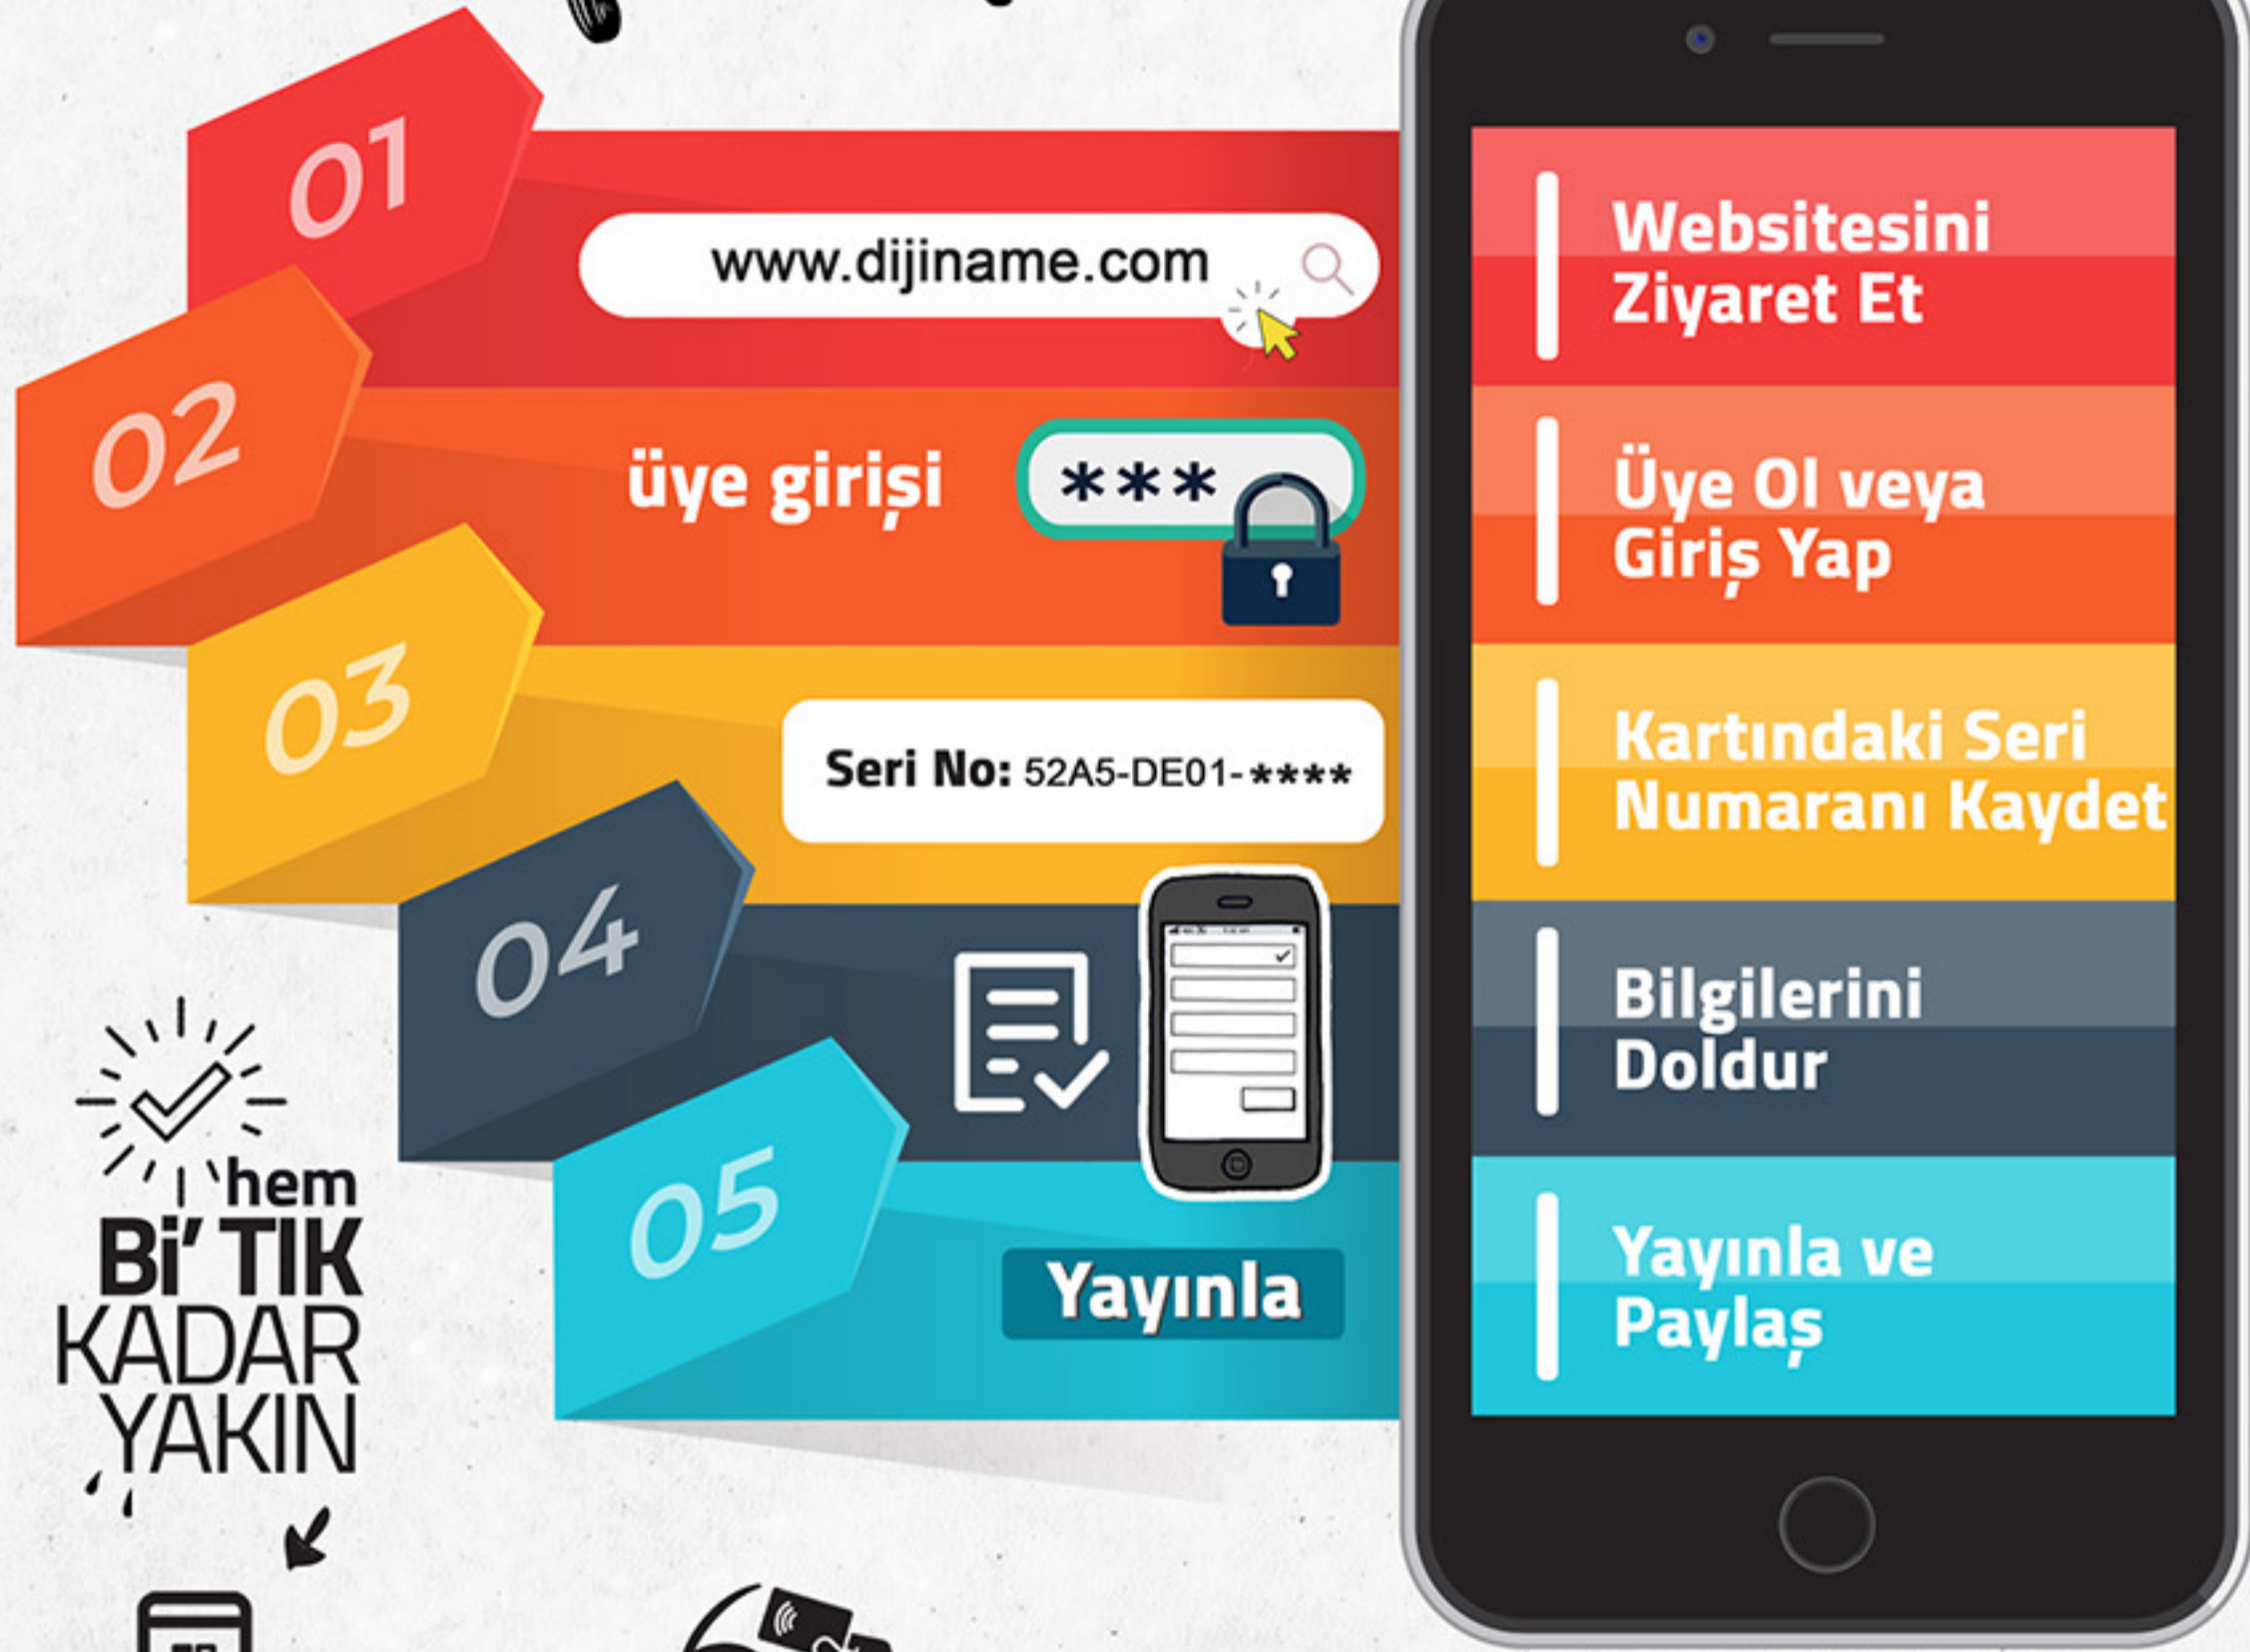 01
www.dijiname.com
Websitesini
Ziyaret Et
02
üye girişi
***
Üye Ol veya
Giriş Yap
03
Seri No: 52A5-DE01-****
Kartındaki Seri
Numaranı Kaydet
04
Bilgilerini
Doldur
05
Yayınla
Yayınla ve
Paylaş
hem
Bi' TIK
KADAR
YAKIN